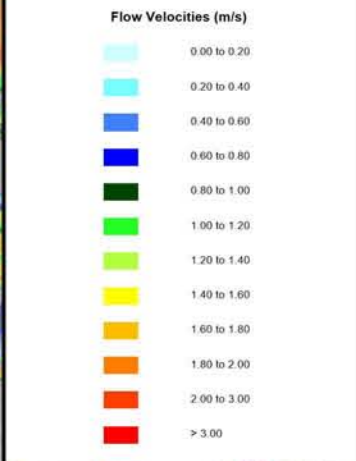 Flow Velocities (m/s)
0.00 to 0.20
0.20 to 0.40
0.40 to 0.60
0.60 to 0.80
0.80 to 1.00
1.00 to 1.20
1.20 to 1.40
1.40 to 1.60
1.60 to 1.80
1.80 to 2.00
2.00 to 3.00
> 3.00